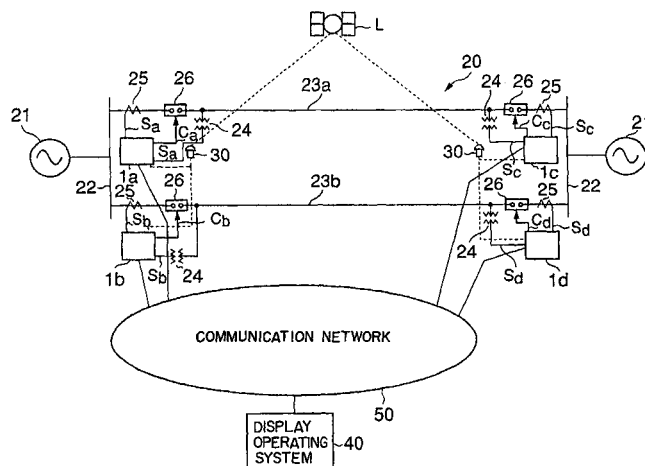 L
20
25
26
23a
24
26
25
21
Sa
Ca
24
Cc
Sc
21
Sa
30
30
Sc
22
1a
1c
22
25
26
23b
26
25
Sb
Cb
Cd
Sd
24
Sb
24
Sd
1b
1d
COMMUNICATION NETWORK
50
DISPLAY
OPERATING
SYSTEM
40